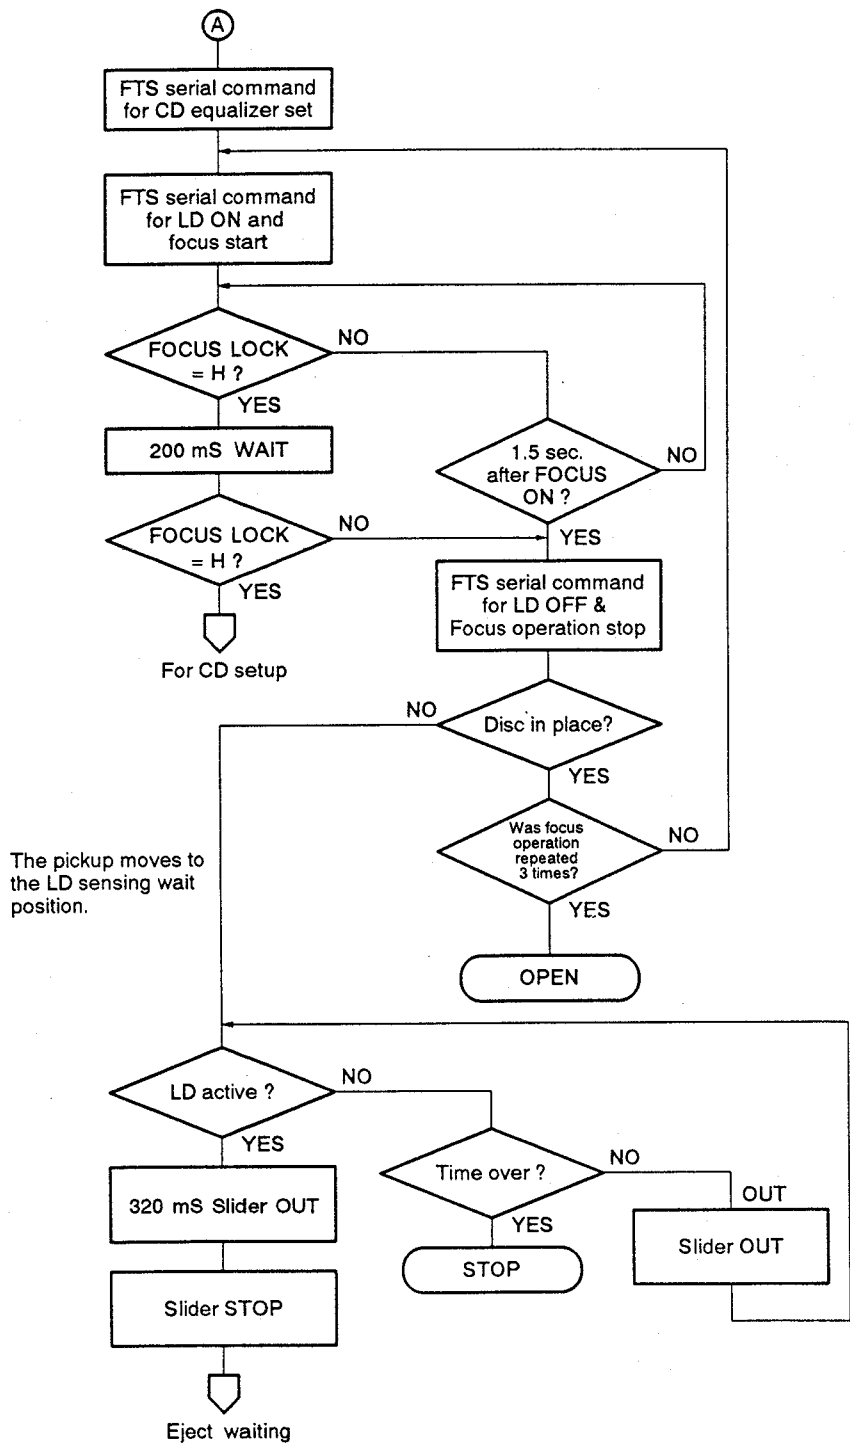 A
FTS serial command
for CD equalizer set
FTS serial command
for LD ON and
focus start
FOCUS LOCK
= H ?
NO
YES
200 mS WAIT
1.5 sec.
after FOCUS
ON ?
NO
YES
FOCUS LOCK
= H ?
NO
YES
For CD setup
FTS serial command
for LD OFF &
Focus operation stop
Disc in place?
NO
YES
Was focus
operation
repeated
3 times?
NO
YES
OPEN
The pickup moves to
the LD sensing wait
position.
LD active ?
NO
YES
Time over ?
NO
YES
OUT
320 mS Slider OUT
STOP
Slider OUT
Slider STOP
Eject waiting